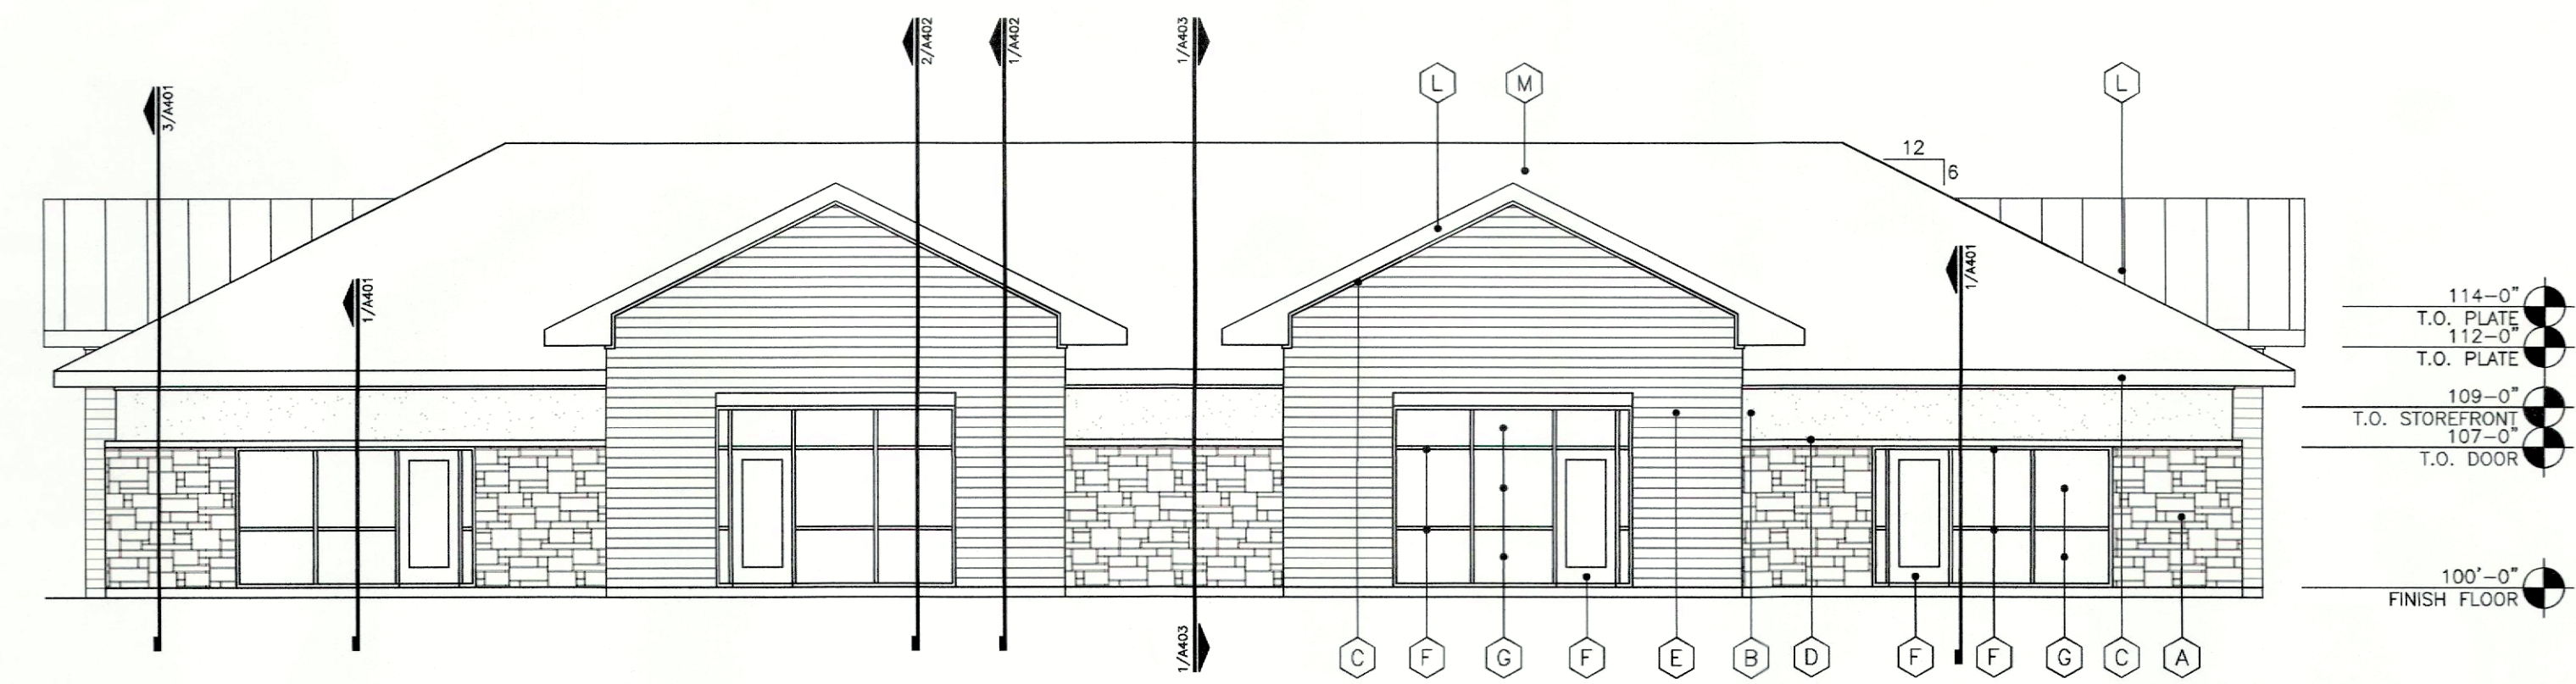 2/A402
1/A402
1/A403
L
M
L
3/A401
12
6
1/A401
1/A401
114-0"
T.O. PLATE
112-0"
T.O. PLATE
109-0"
T.O. STOREFRONT
107-0"
T.O. DOOR
100'-0"
FINISH FLOOR
1/A403
C
F
G
F
E
B
D
F
F
G
C
A